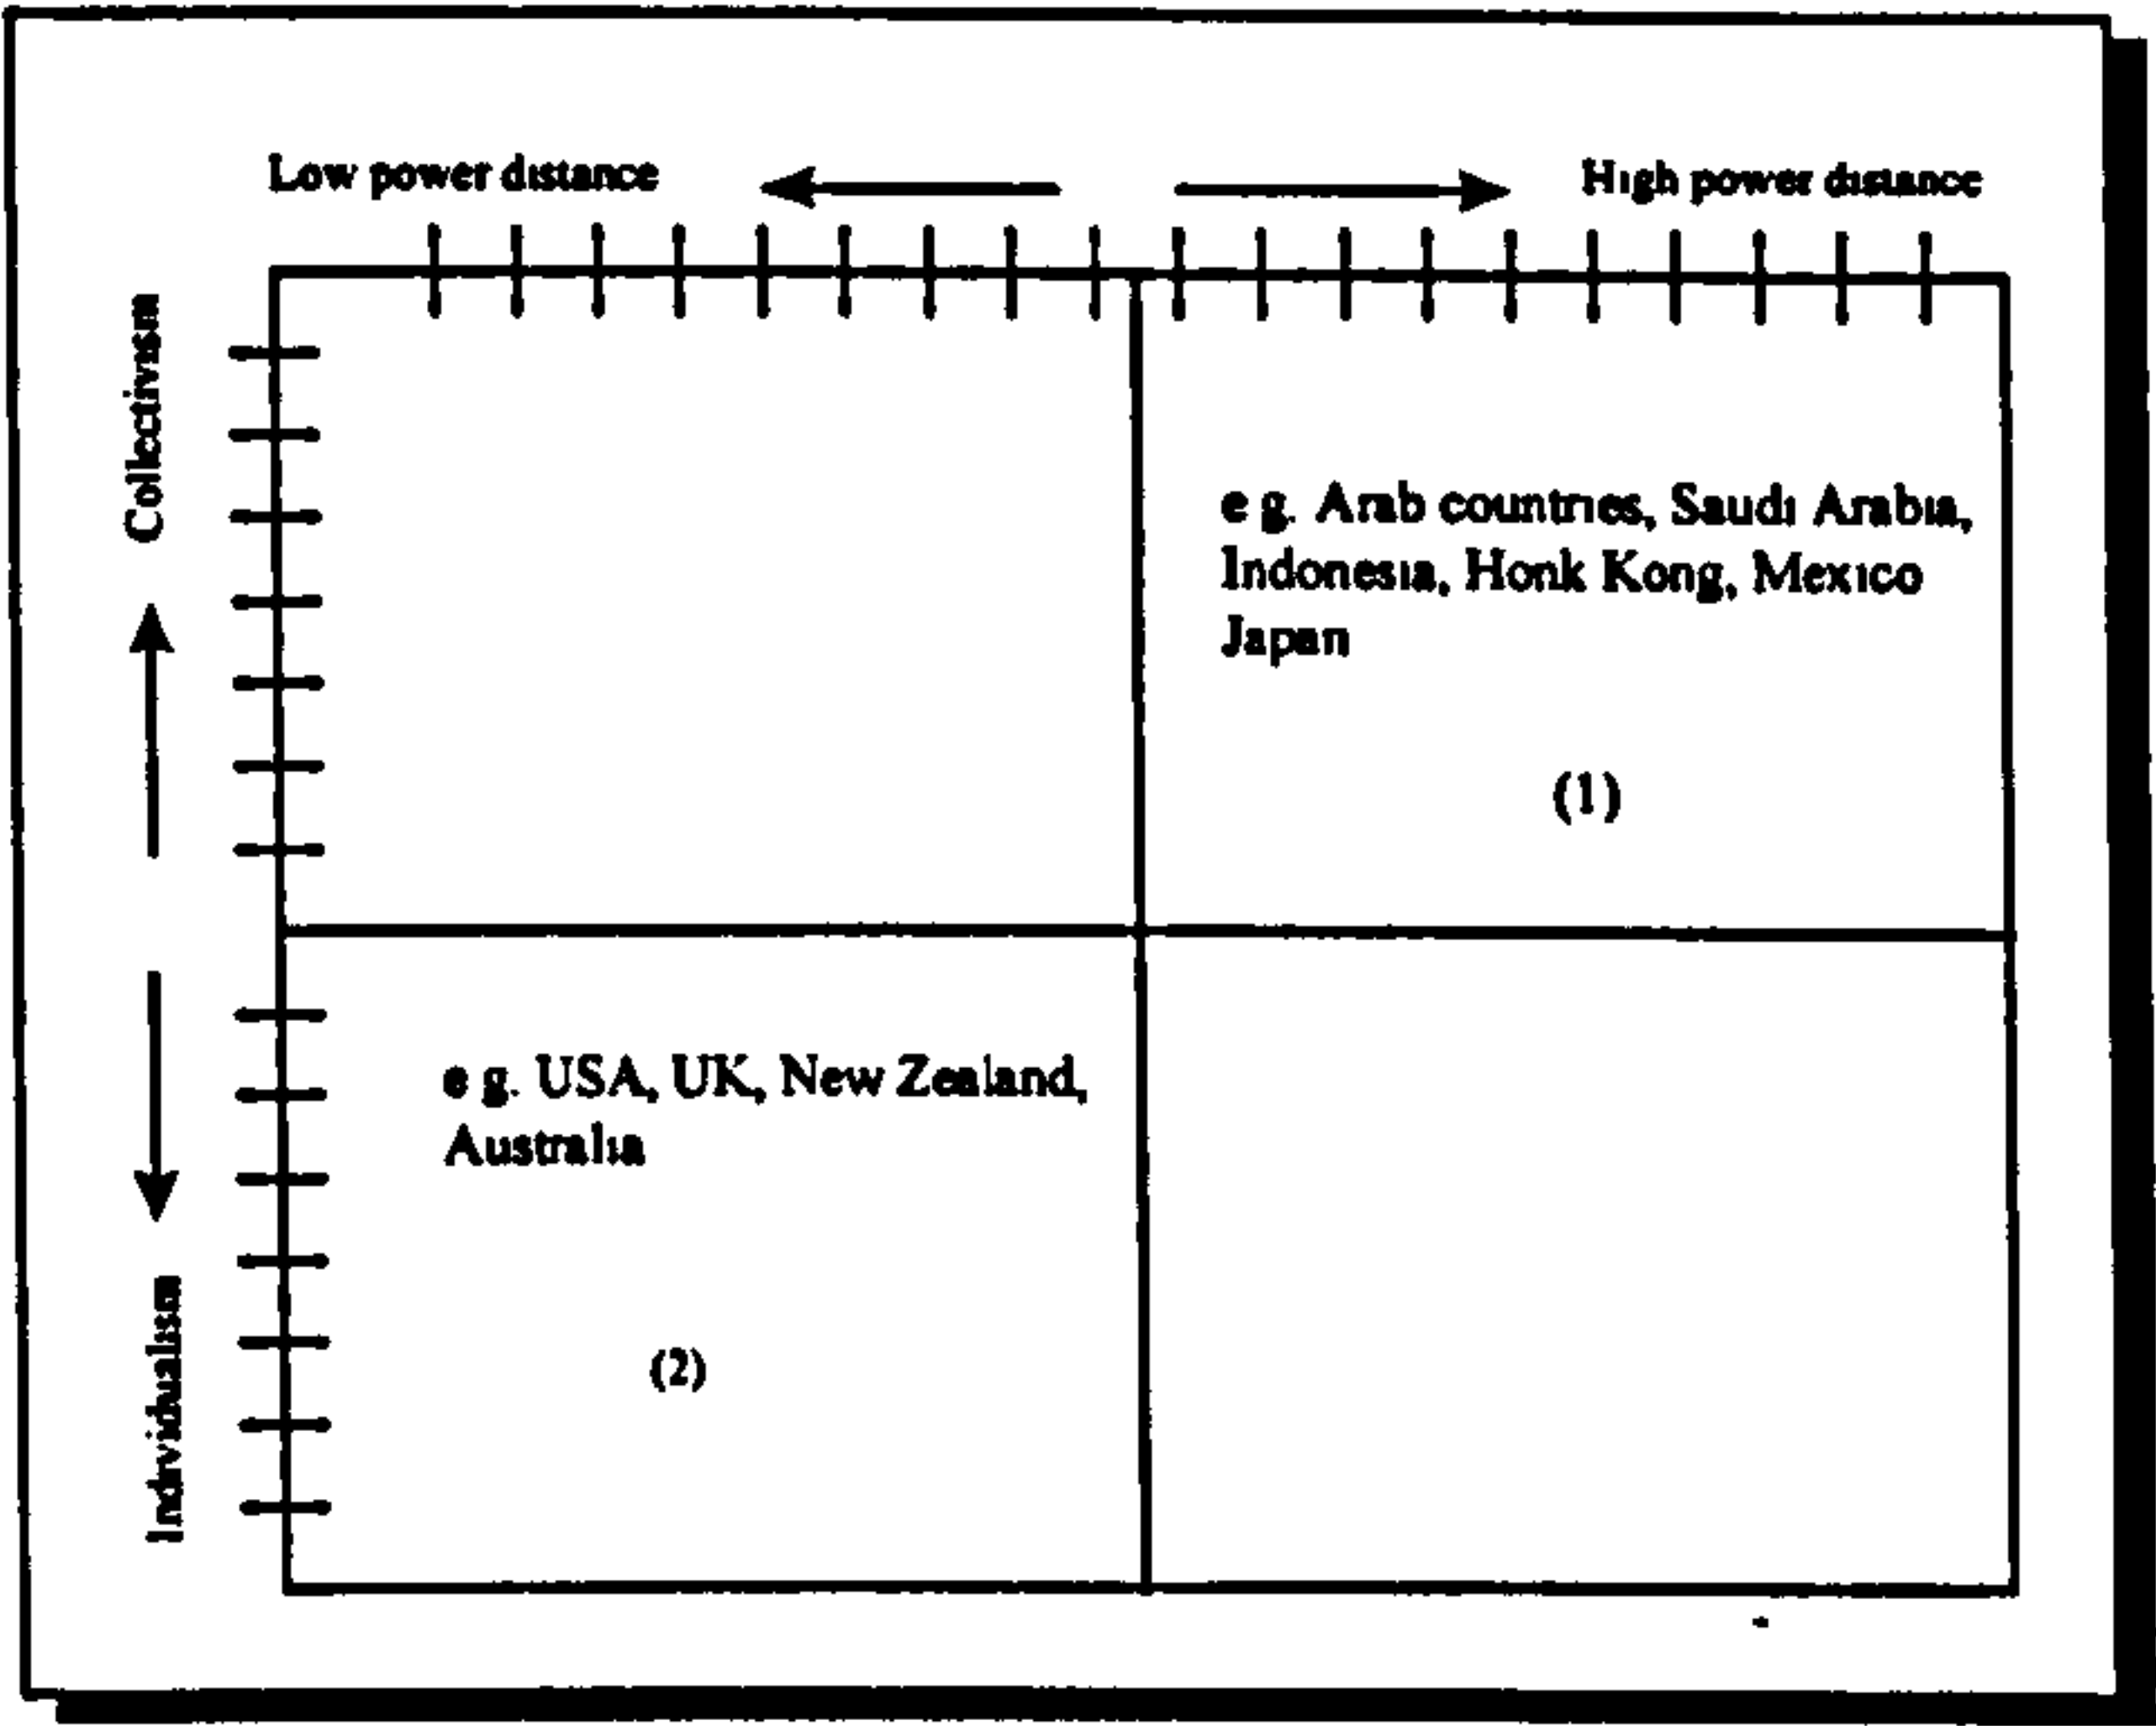 Low power distance
High power distance
Collectivism
e g. Arab countries, Saudi Arabia,
Indonesia, Honk Kong, Mexico
Japan
(1)
e g. USA, UK, New Zealand,
Australia
(2)
Individualism